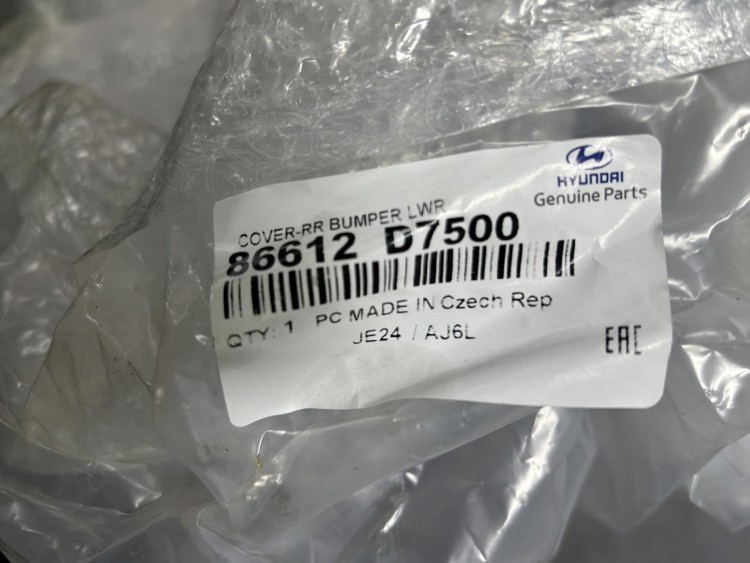 HYUNDAI
Genuine Parts
COVER-RR BUMPER LWR
86612 D7500
QTY: 1 PC MADE IN Czech Rep
JE24 / AJ6L
EAC